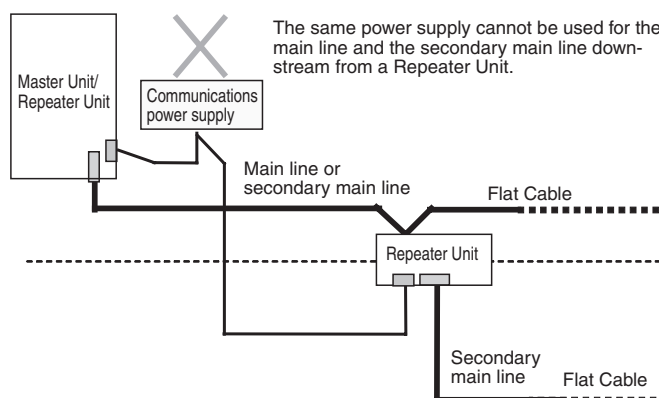 The same power supply cannot be used for the
main line and the secondary main line down-
stream from a Repeater Unit.
Master Unit/
Repeater Unit
Communications
power supply
Main line or
secondary main line
Flat Cable
Repeater Unit
Secondary
main line
Flat Cable